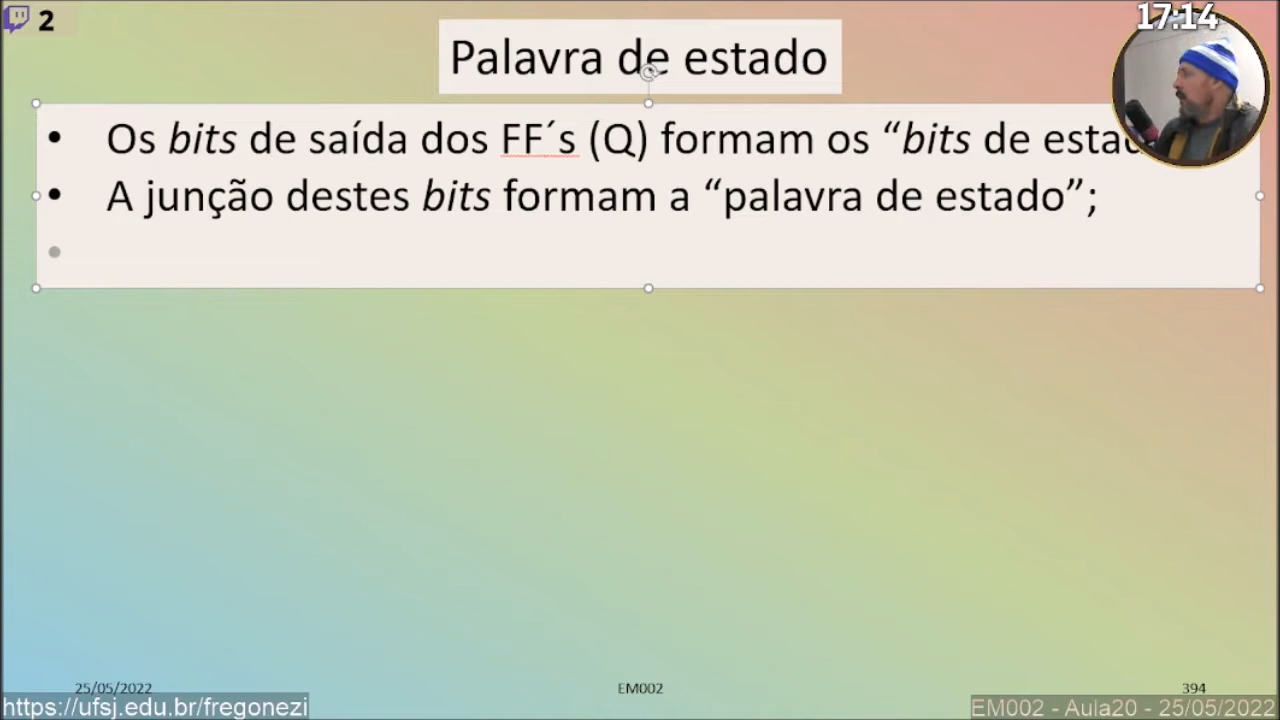 2
17:14
Palavra de estado
• Os bits de saída dos FF´s (Q) formam os “bits de
• A junção destes bits formam a “palavra de estado”;
25/05/2022
EM002
394
https://ufsj.edu.br/fregonezi
EM002 - Aula20 - 25/05/2022